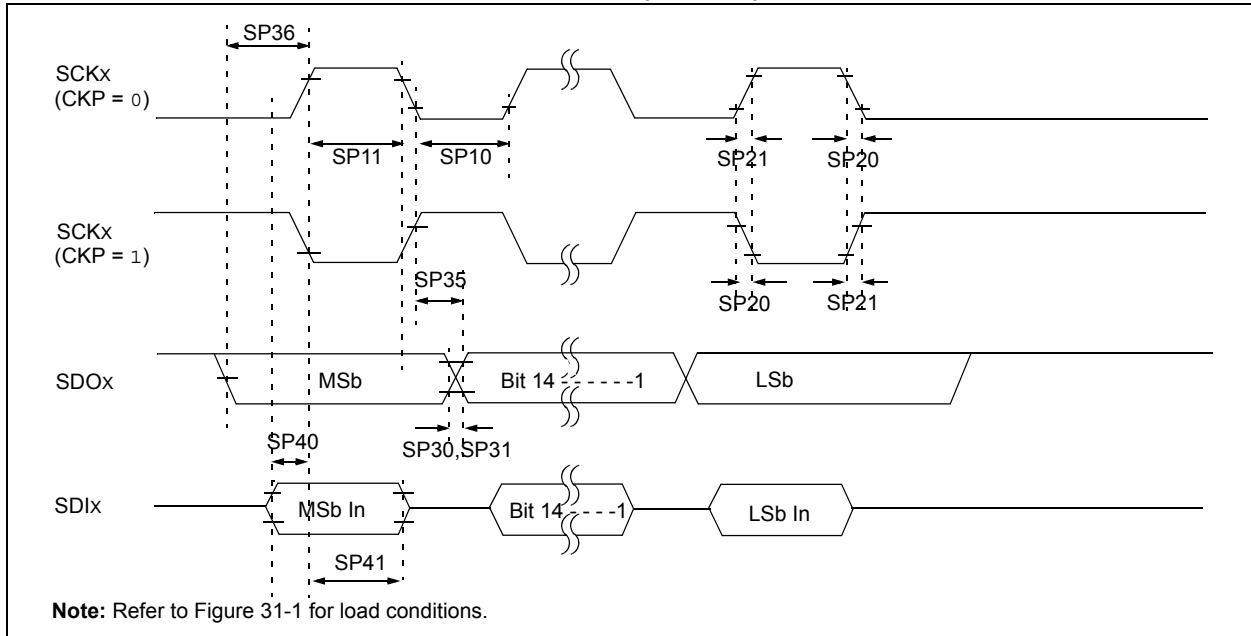 SP36
SCKx
(CKP = 0)
SP11
SP10
SP21
SP20
SCKx
(CKP = 1)
SP35
SP20
SP21
SDOx
MSb
Bit 14 - - - - - -1
LSb
SP40
SP30,SP31
SDIx
MSb In
Bit 14 - - - -1
LSb In
SP41
Note: Refer to Figure 31-1 for load conditions.